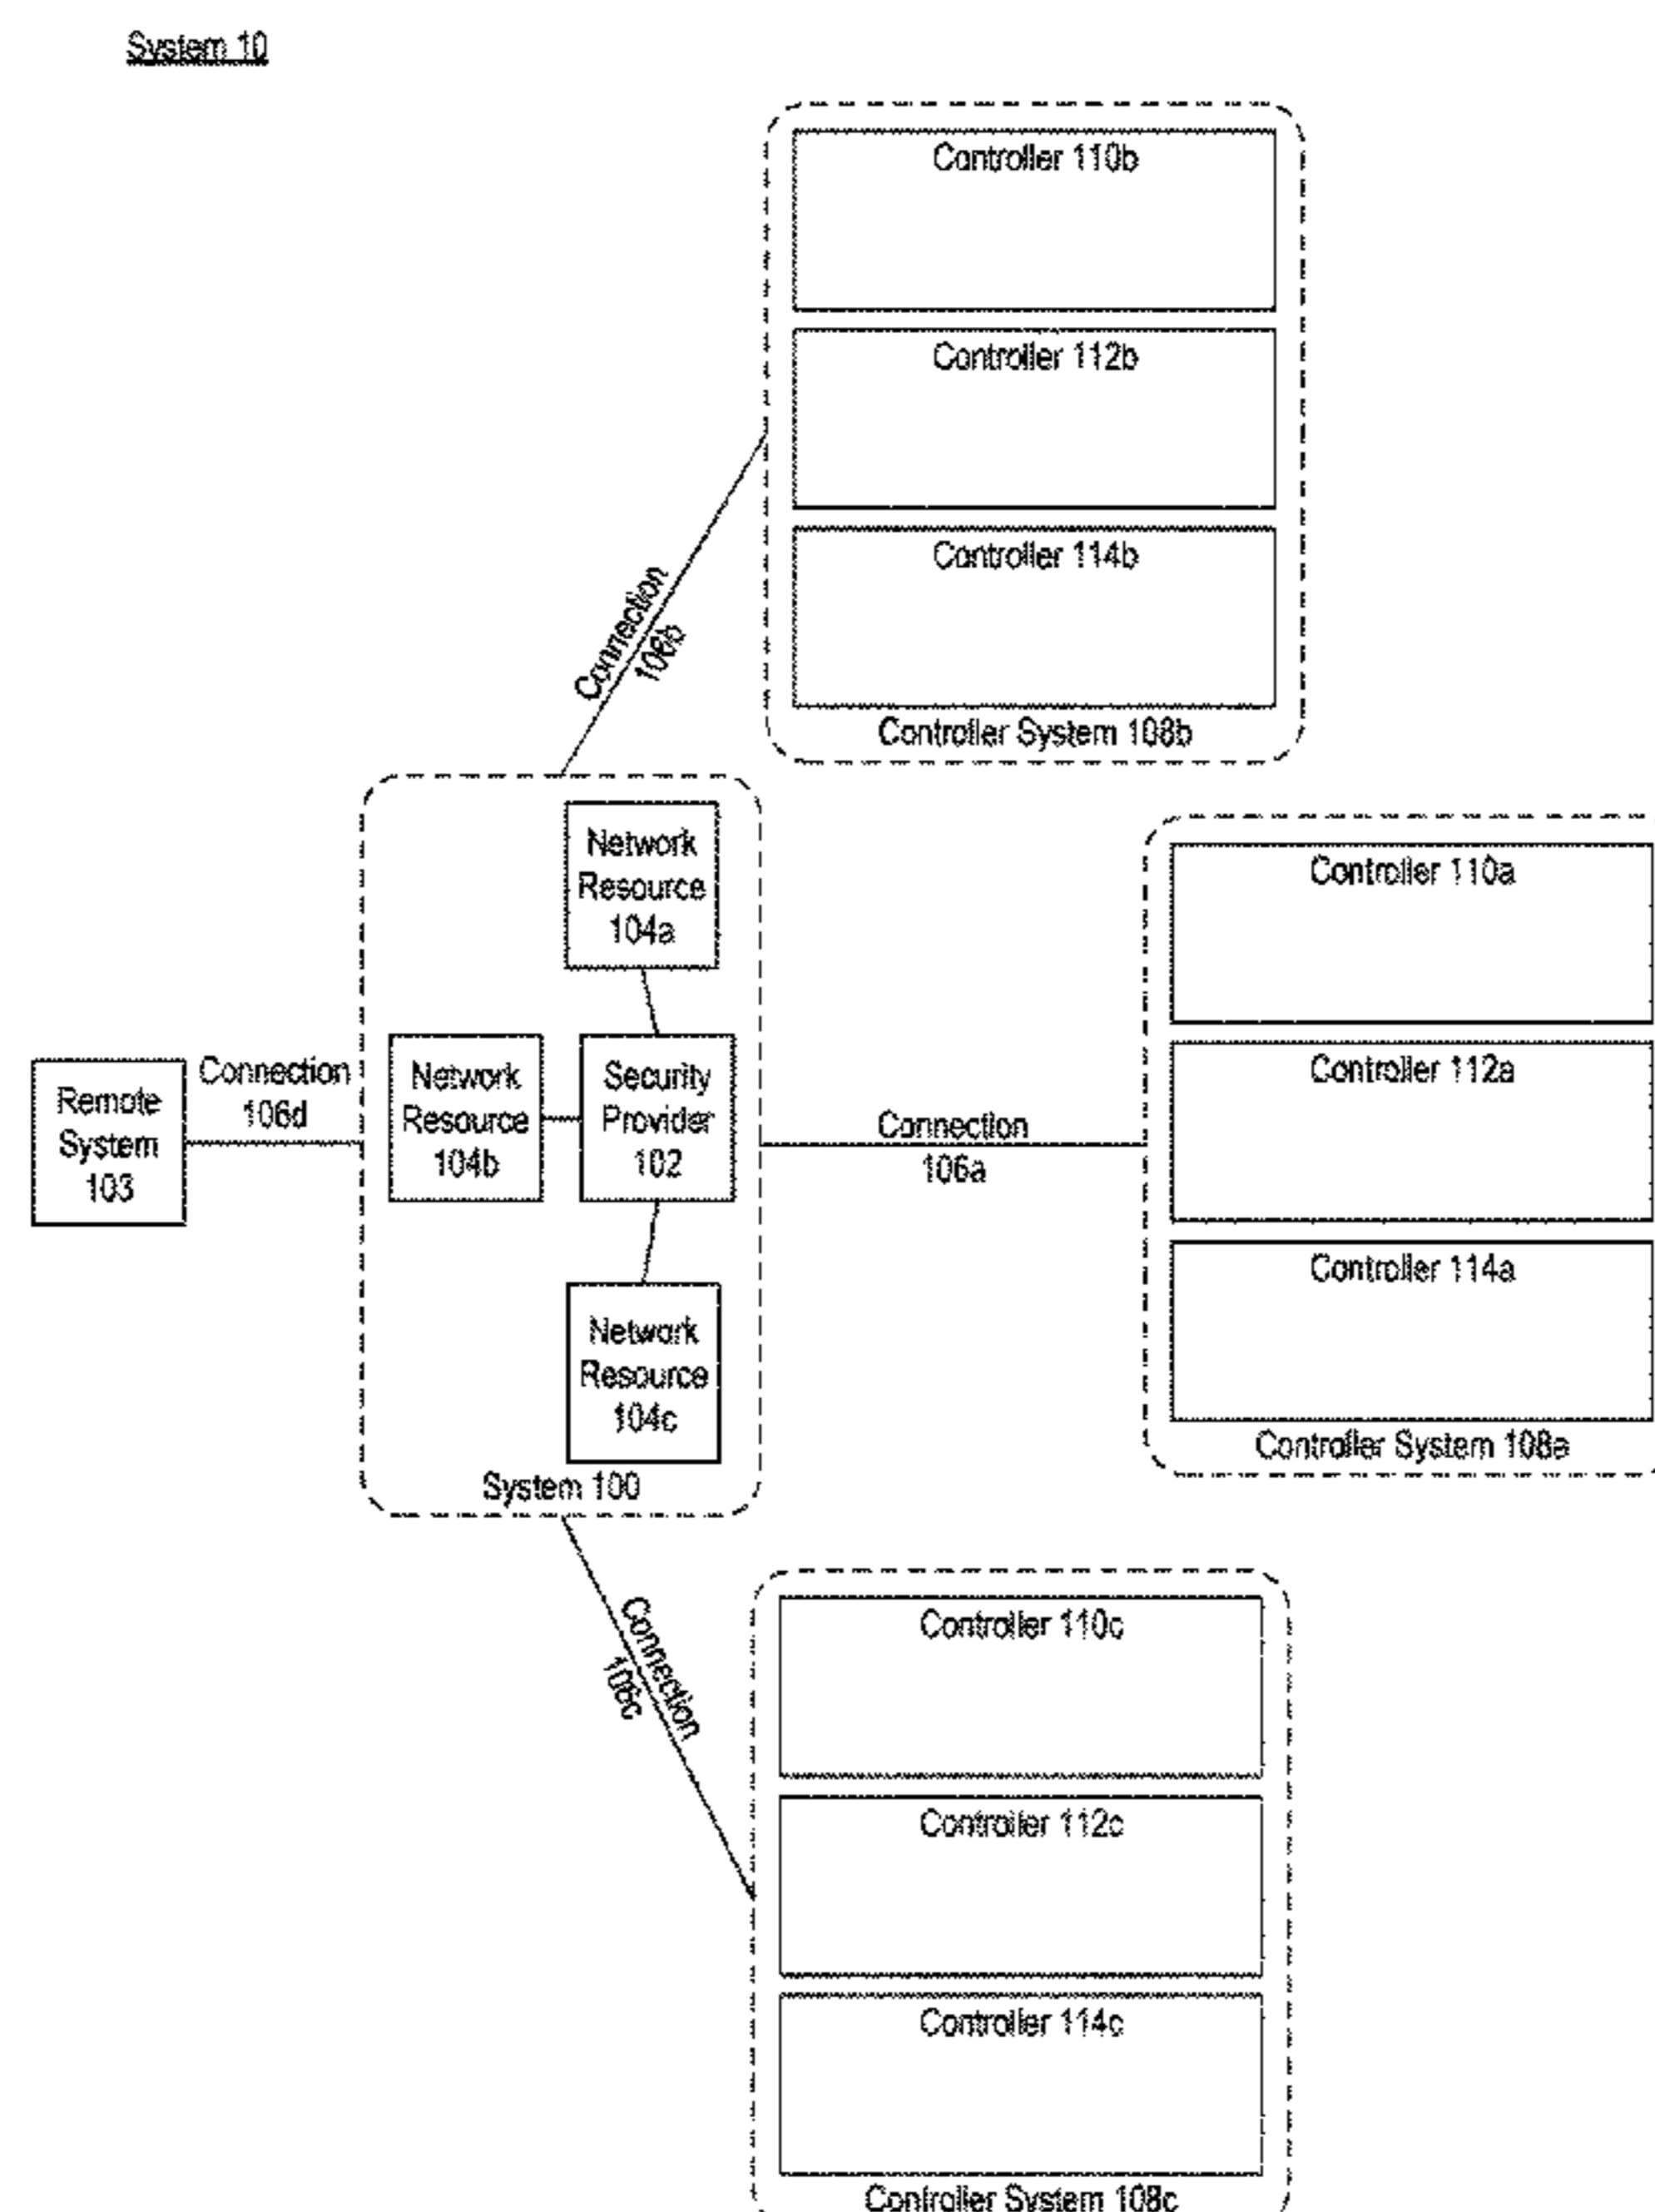 System 10
Controller 110b
Controller 112b
Controller 114b
Controller System 108b
Connection
106b
Network
Resource
104a
Network
Resource
104b
Security
Provider
102
Network
Resource
104c
System 100
Remote
System
103
Connection
106d
Connection
106a
Controller 110a
Controller 112a
Controller 114a
Controller System 108a
Connection
106c
Controller 110c
Controller 112c
Controller 114c
Controller System 108c